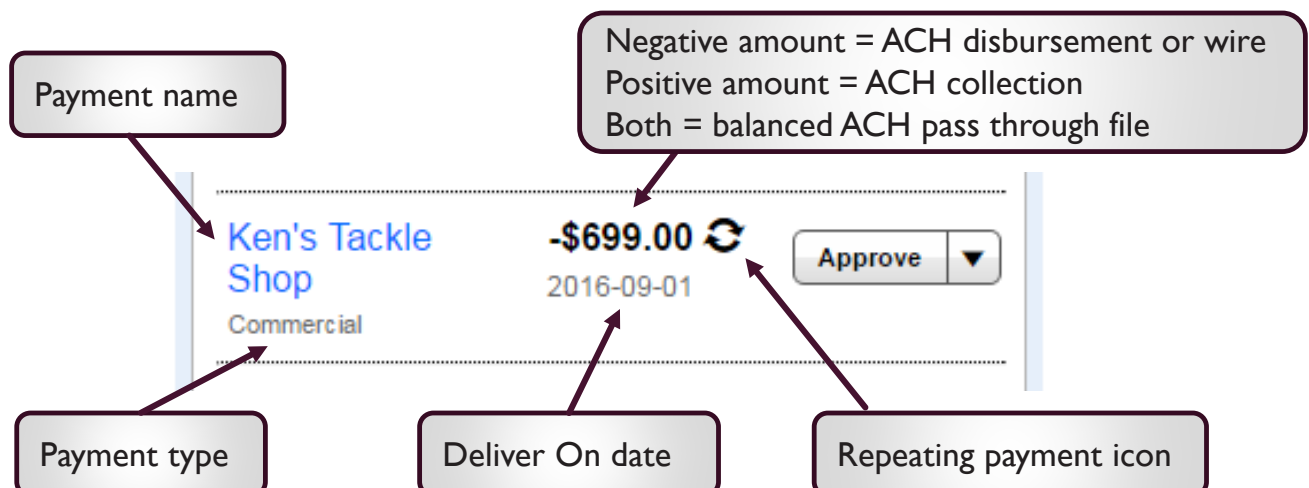 Negative amount = ACH disbursement or wire
Positive amount = ACH collection
Both = balanced ACH pass through file
Payment name
Ken's Tackle
Shop
-$699.00
Approve
2016-09-01
Commercial
Payment type
Deliver On date
Repeating payment icon